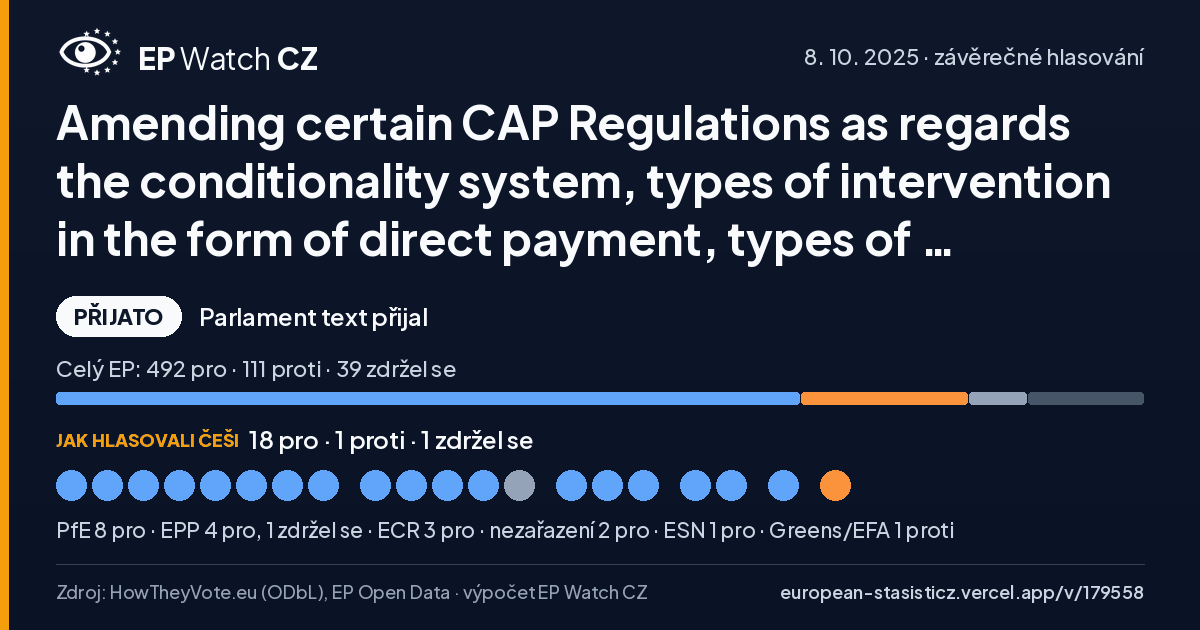 EP Watch CZ
8. 10. 2025 · závěrečné hlasování
Amending certain CAP Regulations as regards
the conditionality system, types of intervention
in the form of direct payment, types of …
PŘIJATO Parlament text přijal
Celý EP: 492 pro · 111 proti · 39 zdržel se
JAK HLASOVALI ČEŠI 18 pro · 1 proti · 1 zdržel se
PfE 8 pro · EPP 4 pro, 1 zdržel se · ECR 3 pro · nezařazení 2 pro · ESN 1 pro · Greens/EFA 1 proti
Zdroj: HowTheyVote.eu (ODbL), EP Open Data · výpočet EP Watch CZ
european-stasisticz.vercel.app/v/179558